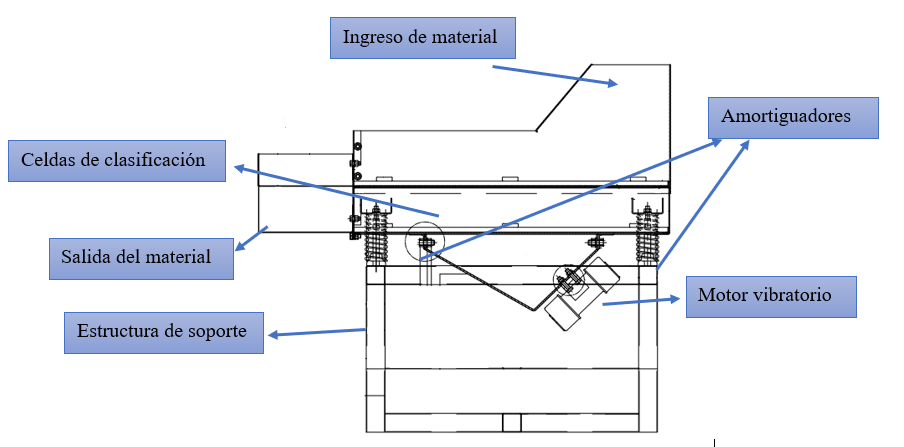 Ingreso de material
Amortiguadores
Celdas de clasificación
Salida del material
Motor vibratorio
Estructura de soporte